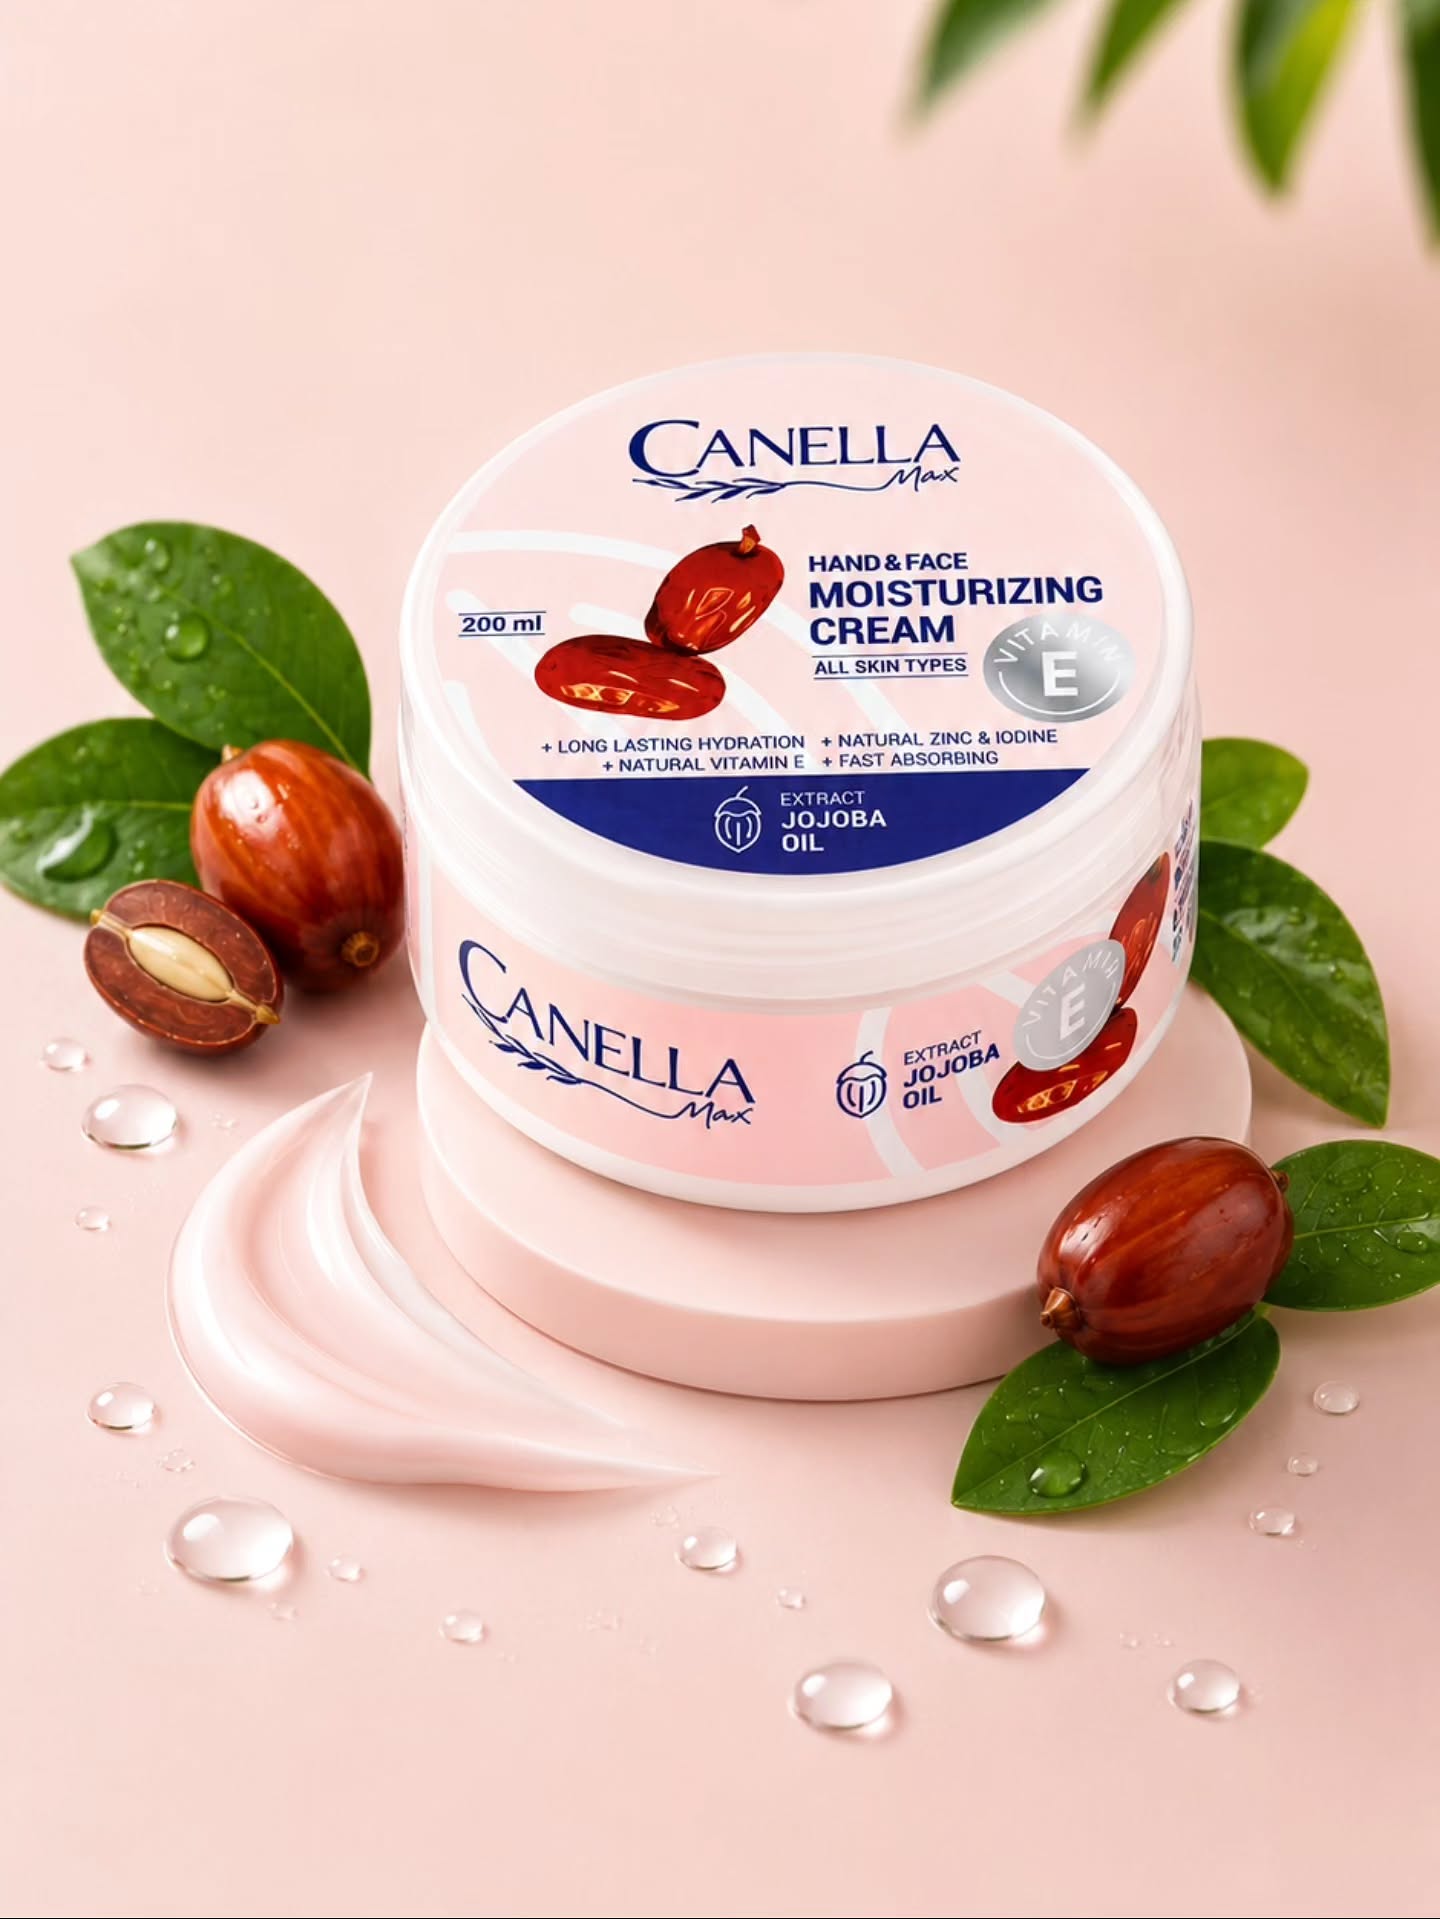 CANELLA
Max
HAND & FACE
MOISTURIZING
CREAM
ALL SKIN TYPES
200 ml
VITAMIN
E
+ LONG LASTING HYDRATION + NATURAL ZINC & IODINE
+ NATURAL VITAMIN E + FAST ABSORBING
EXTRACT
JOJOBA
OIL
CANELLA
Max
EXTRACT
JOJOBA
OIL
VITAMIN
E